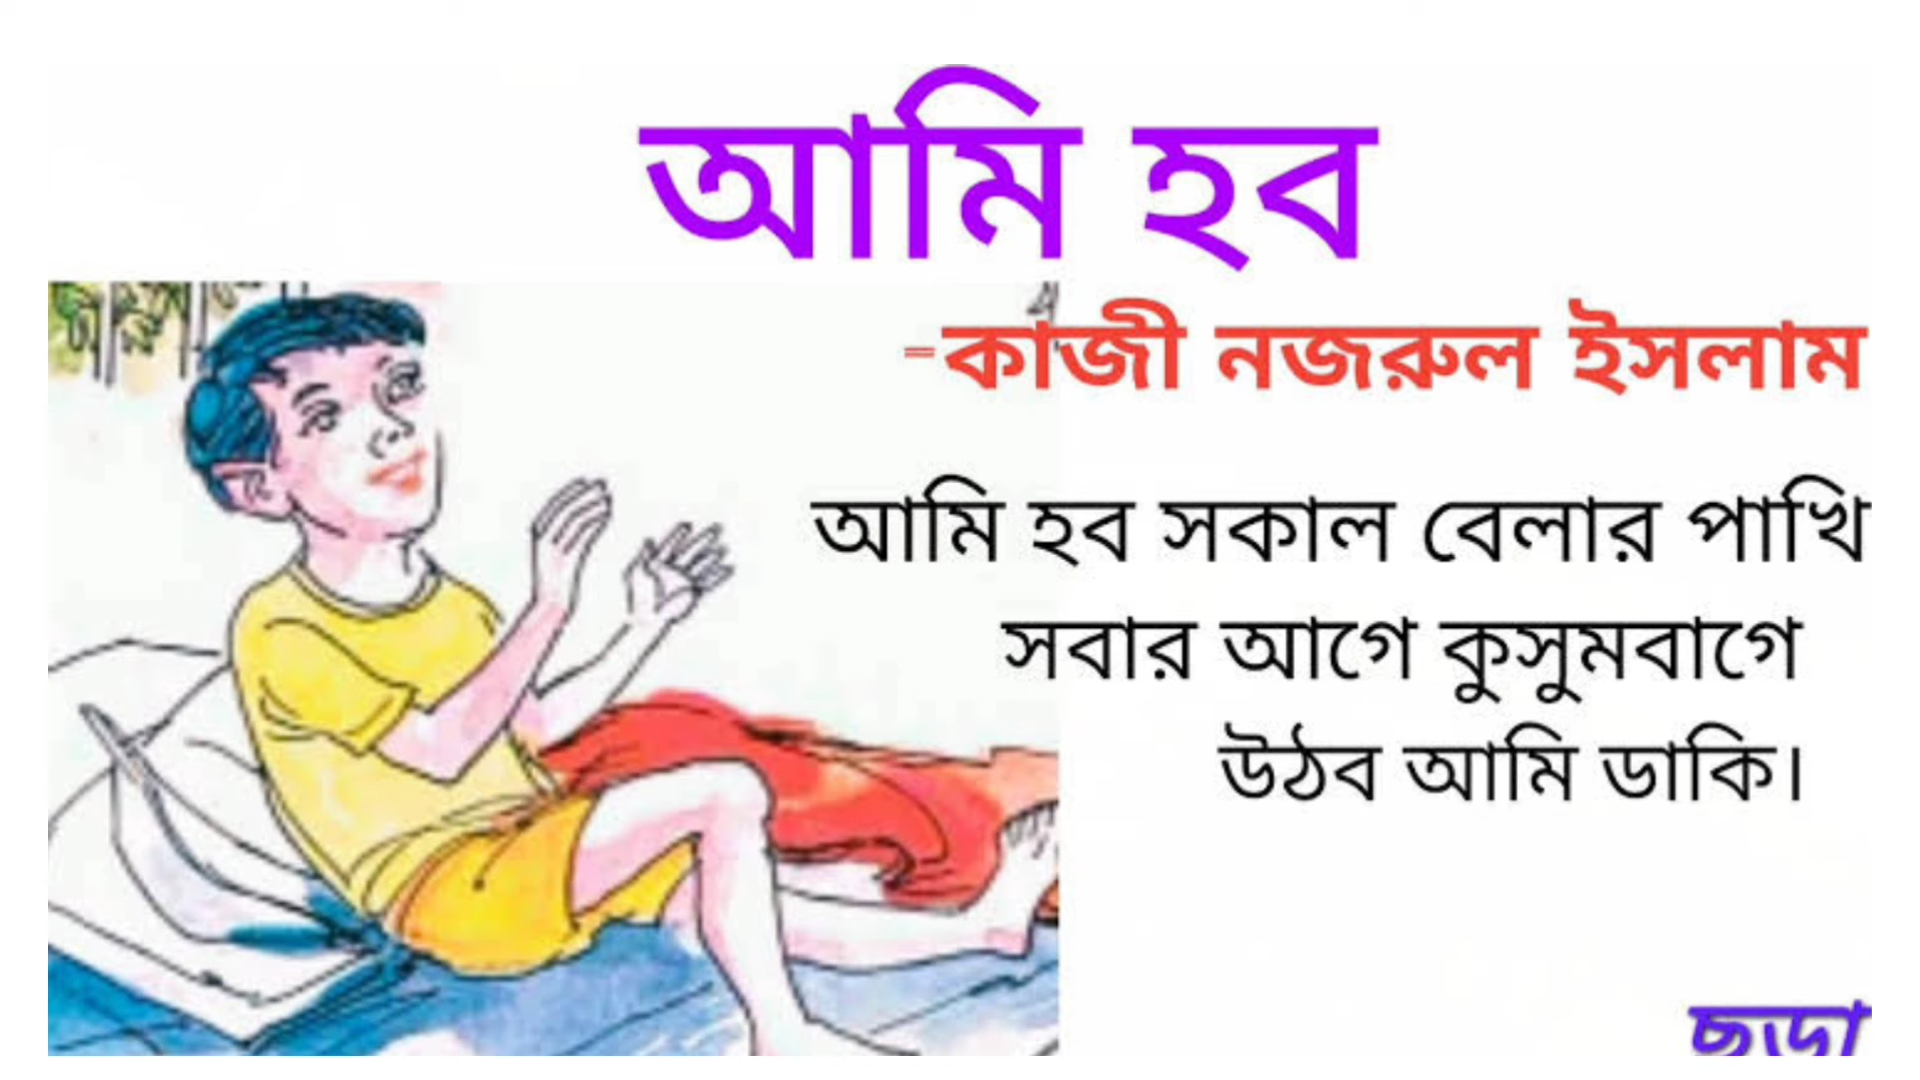 আমি হব
-কাজী নজরুল ইসলাম
আমি হব সকাল বেলার পাখি
সবার আগে কুসুমবাগে
উঠব আমি ডাকি।
ছড়া